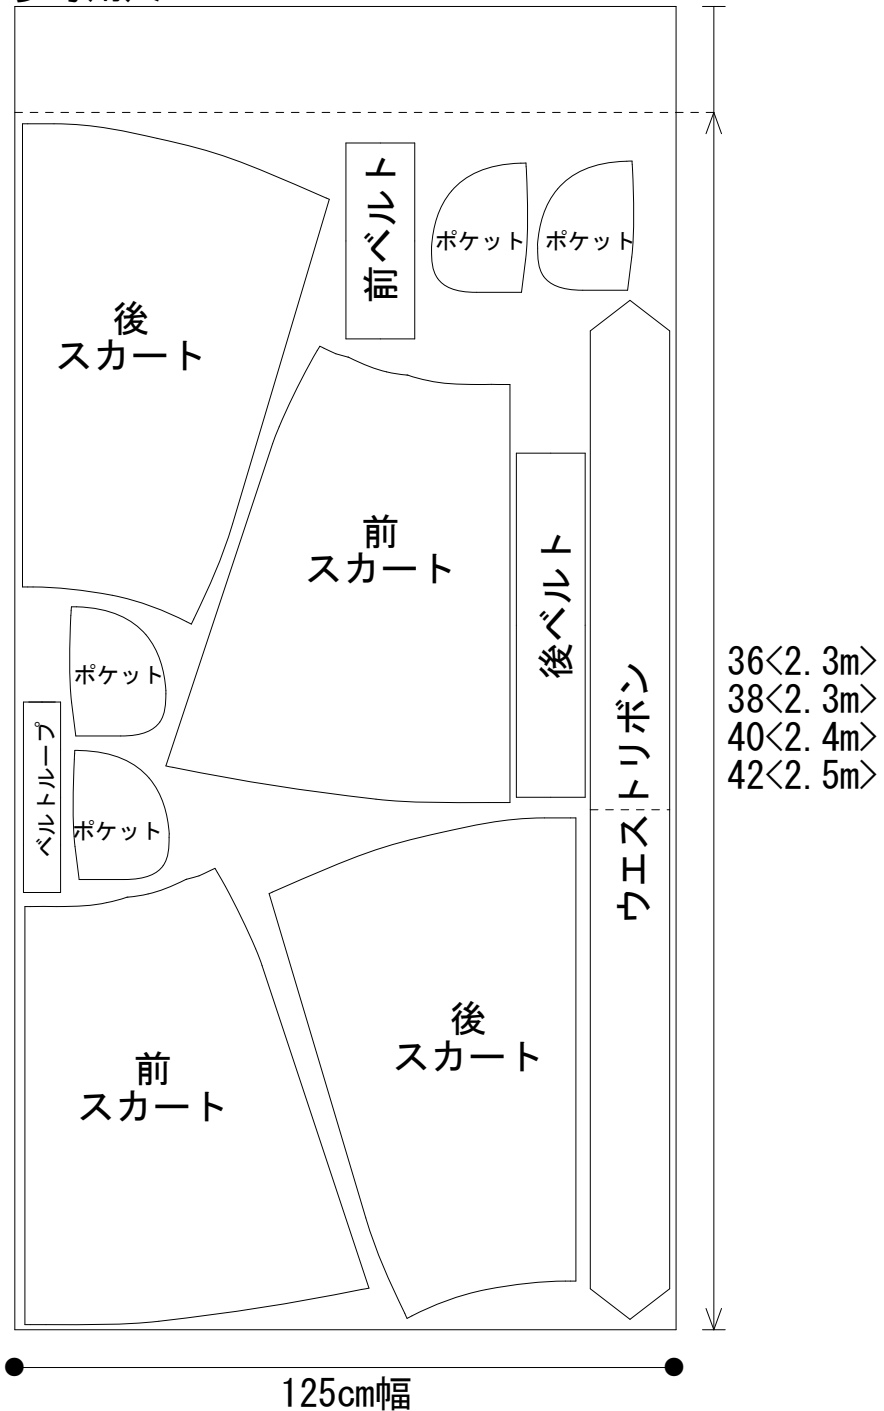 前ベルト
ポケット
ポケット
後
スカート
前
スカート
後ベルト
ポケット
ウエストリボン
36<2.3m>
38<2.3m>
40<2.4m>
42<2.5m>
ベルトループ
ポケット
後
スカート
前
スカート
125cm幅